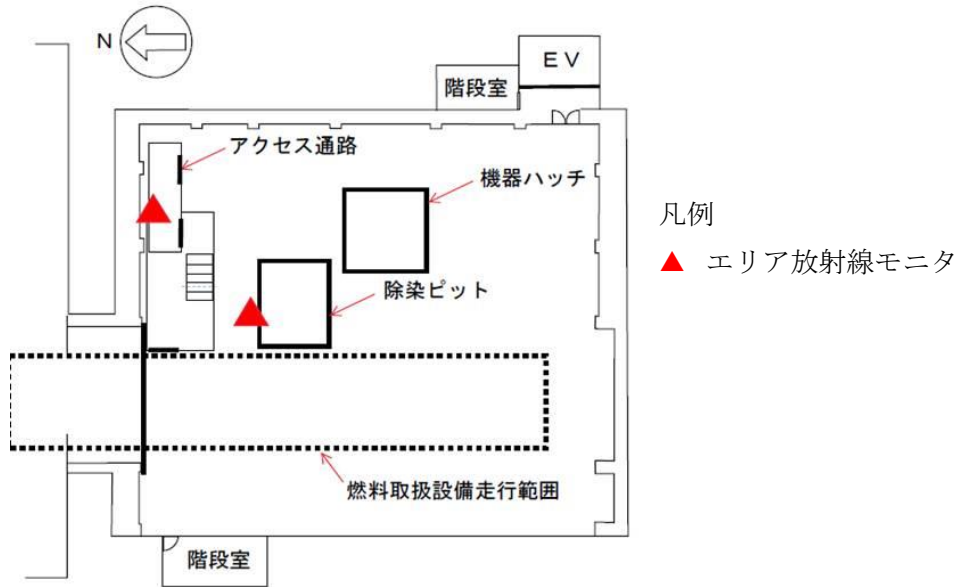 N
EV
階段室
アクセス通路
機器ハッチ
凡例
▲ エリア放射線モニタ
除染ピット
燃料取扱設備走行範囲
階段室